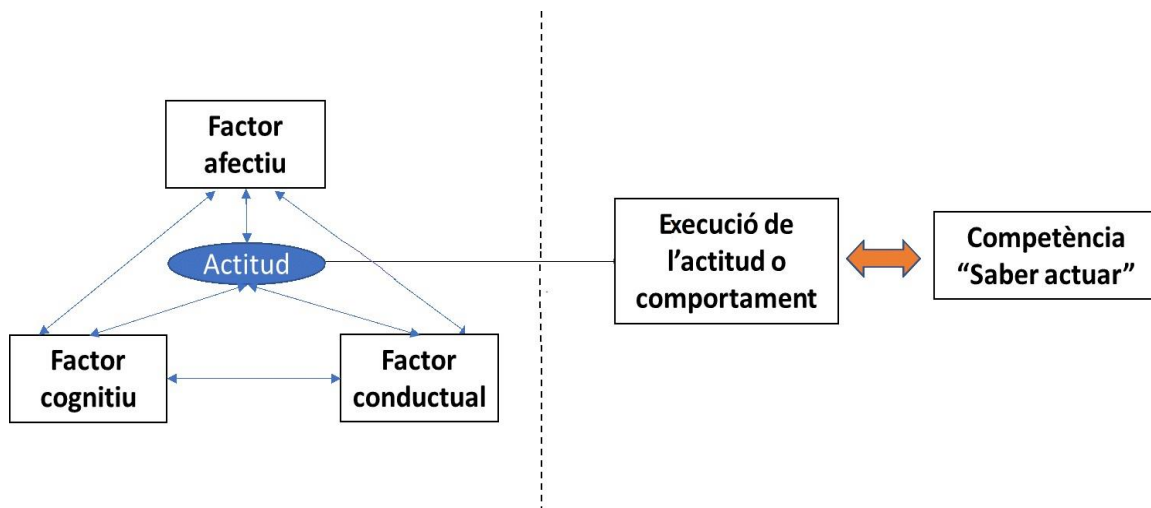 Factor
afectiu
Actitud
Factor
cognitiu
Factor
conductual
Execució de
l’actitud o
comportament
Competència
“Saber actuar”